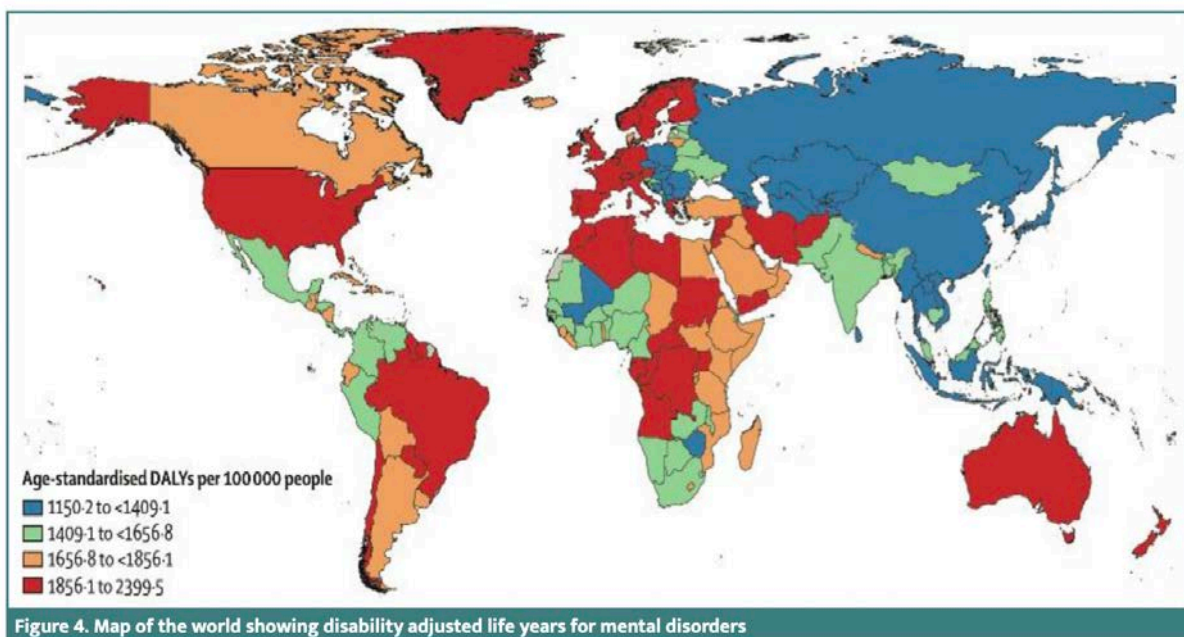 Age-standardised DALYs per 100 000 people
1150·2 to <1409·1
1409·1 to <1656·8
1656·8 to <1856·1
1856·1 to 2399·5
Figure 4. Map of the world showing disability adjusted life years for mental disorders